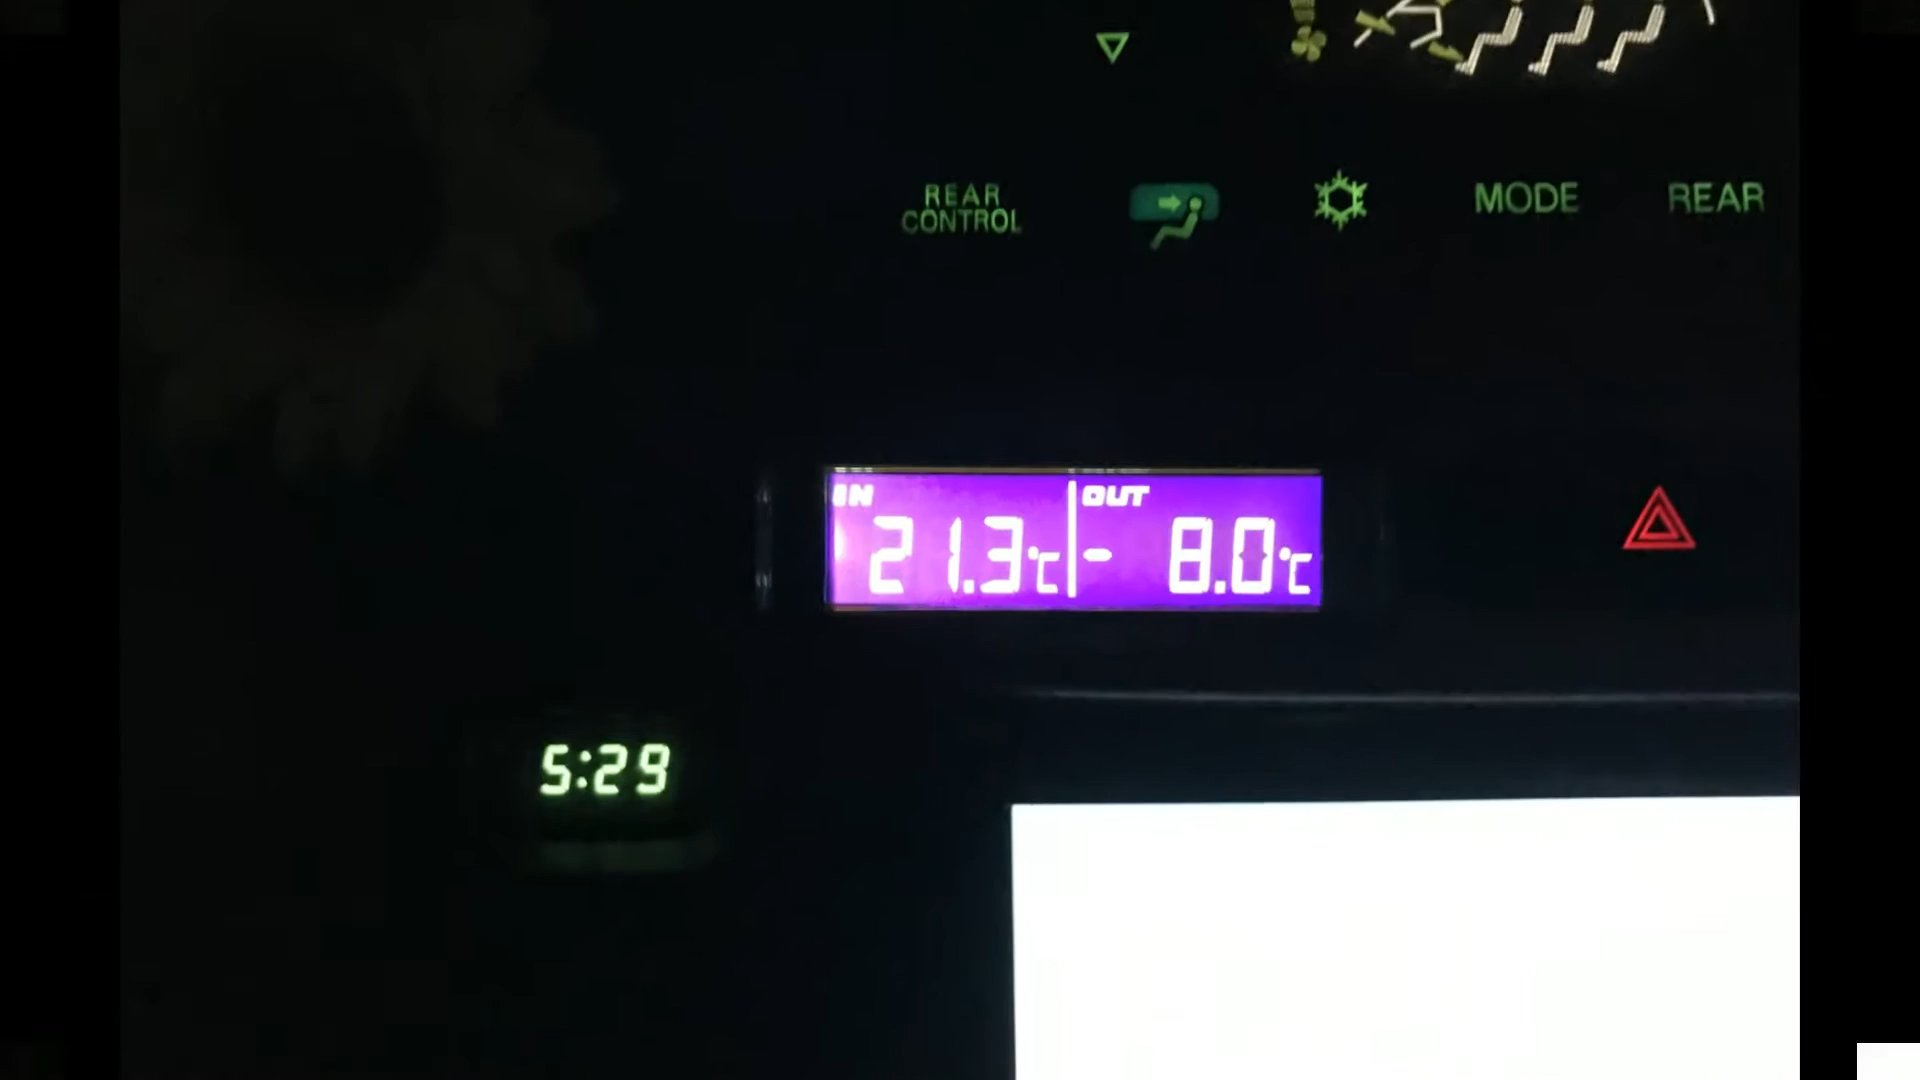 REAR
CONTROL
MODE
REAR
IN
OUT
21.3℃
- 8.0℃
5:29